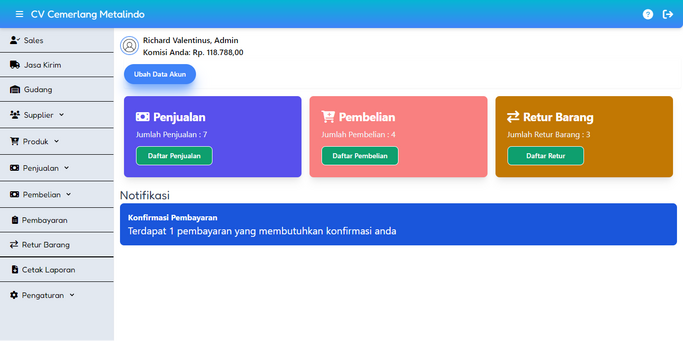 CV Cemerlang Metalindo
Sales
Jasa Kirim
Gudang
Supplier
Produk
Penjualan
Pembelian
Pembayaran
Retur Barang
Cetak Laporan
Pengaturan
Richard Valentinus, Admin
Komisi Anda: Rp. 118.788,00
Ubah Data Akun
Penjualan
Jumlah Penjualan : 7
Daftar Penjualan
Pembelian
Jumlah Pembelian : 4
Daftar Pembelian
Retur Barang
Jumlah Retur Barang : 3
Daftar Retur
Notifikasi
Konfirmasi Pembayaran
Terdapat 1 pembayaran yang membutuhkan konfirmasi anda